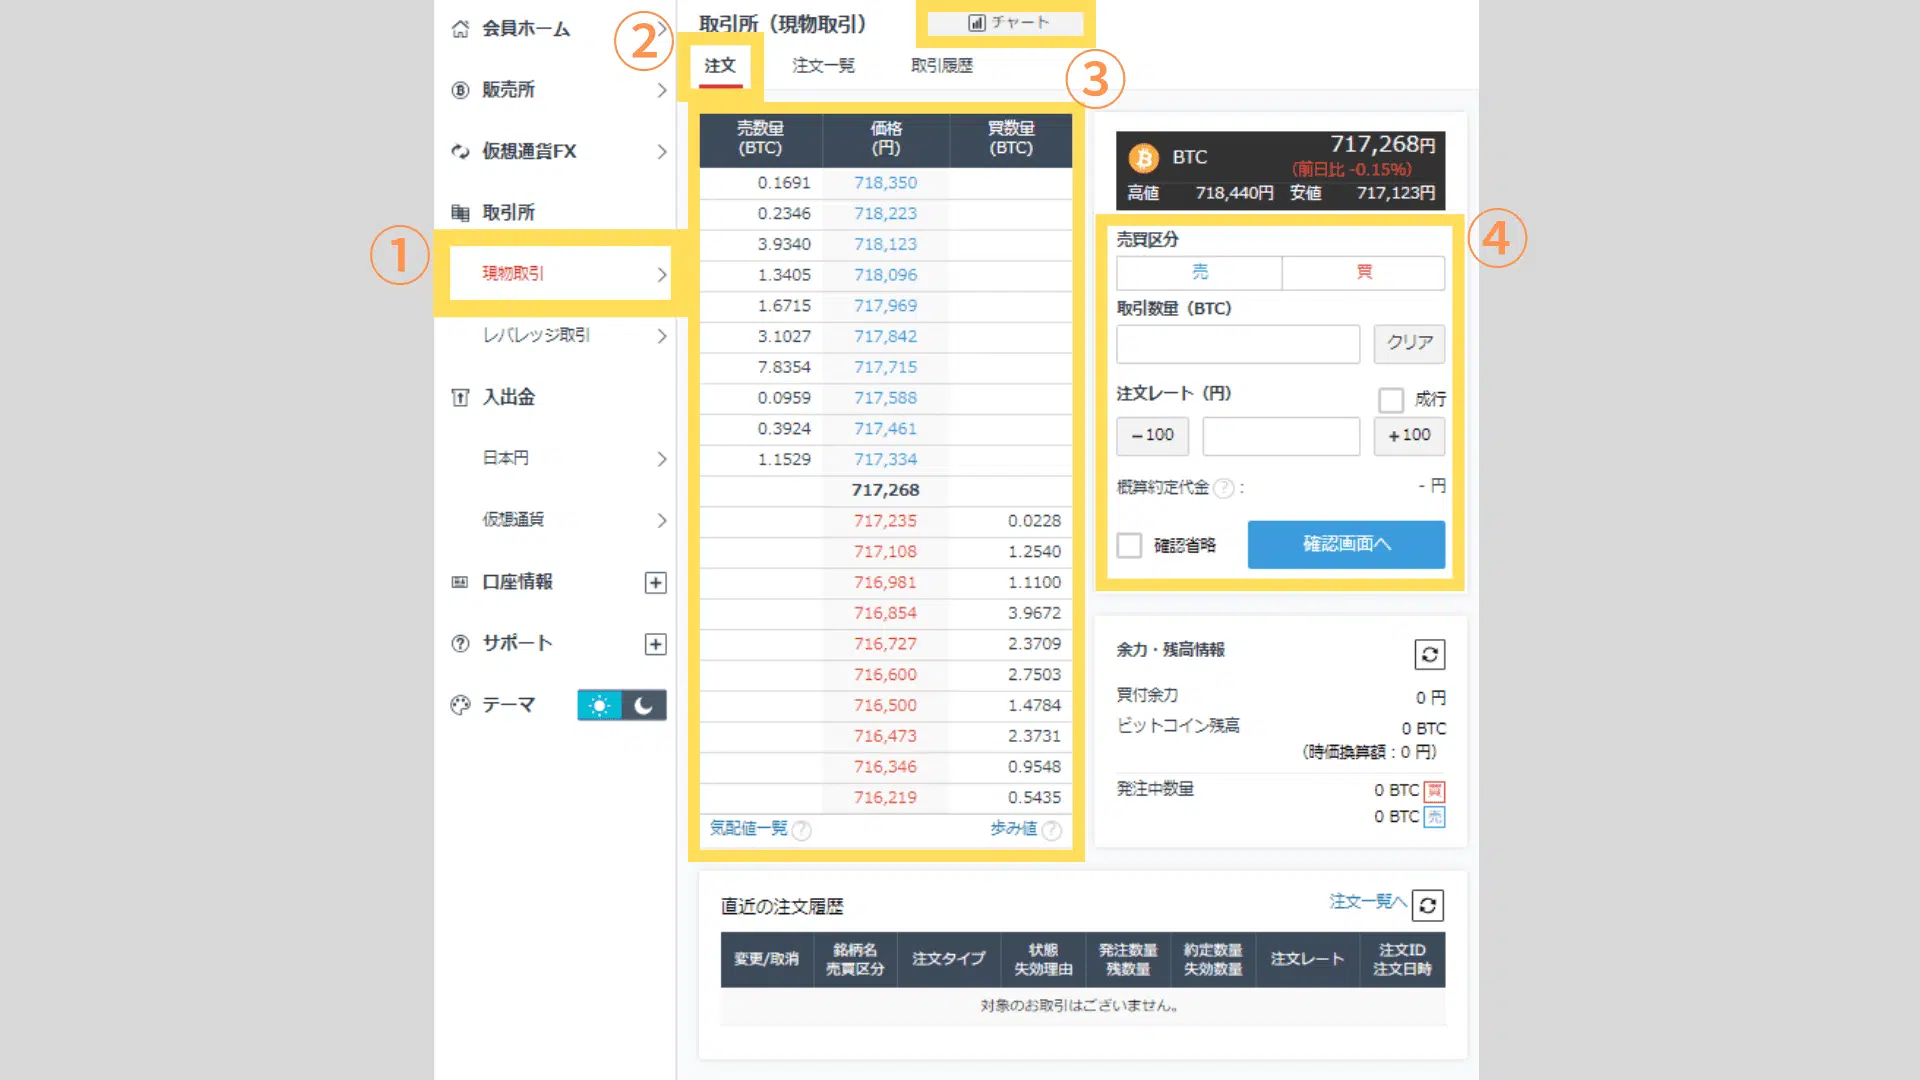 会員ホーム
販売所
仮想通貨FX
取引所
現物取引
レバレッジ取引
入出金
日本円
仮想通貨
口座情報
サポート
テーマ
①
②
③
④
取引所（現物取引）
チャート
注文 注文一覧 取引履歴
売数量 (BTC) 価格 (円) 買数量 (BTC)
0.1691 718,350
0.2346 718,223
3.9340 718,123
1.3405 718,096
1.6715 717,969
3.1027 717,842
7.8354 717,715
0.0959 717,588
0.3924 717,461
1.1529 717,334
717,268
717,235 0.0228
717,108 1.2540
716,981 1.1100
716,854 3.9672
716,727 2.3709
716,600 2.7503
716,500 1.4784
716,473 2.3731
716,346 0.9548
716,219 0.5435
気配値一覧 ? 歩み値 ?
BTC 717,268円
(前日比 -0.15%)
高値 718,440円 安値 717,123円
売買区分
売 買
取引数量（BTC）
クリア
注文レート（円） 成行
－100 ＋100
概算約定代金 ? : - 円
確認省略 確認画面へ
余力・残高情報
買付余力 0 円
ビットコイン残高 0 BTC
（時価換算額：0 円）
発注中数量 0 BTC 買
0 BTC 売
直近の注文履歴 注文一覧へ
変更/取消 銘柄名 売買区分 注文タイプ 状態 失効理由 発注数量 残数量 約定数量 失効数量 注文レート 注文ID 注文日時
対象のお取引はございません。